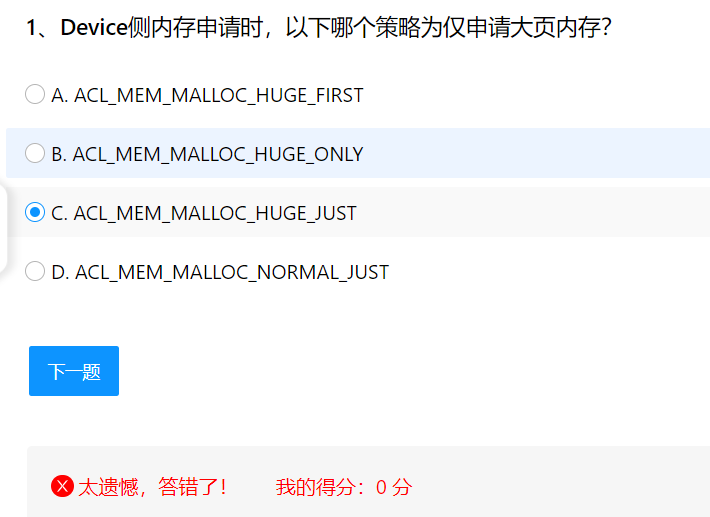 1、Device侧内存申请时，以下哪个策略为仅申请大页内存？
A. ACL_MEM_MALLOC_HUGE_FIRST
B. ACL_MEM_MALLOC_HUGE_ONLY
C. ACL_MEM_MALLOC_HUGE_JUST
D. ACL_MEM_MALLOC_NORMAL_JUST
下一题
太遗憾，答错了！ 我的得分：0 分